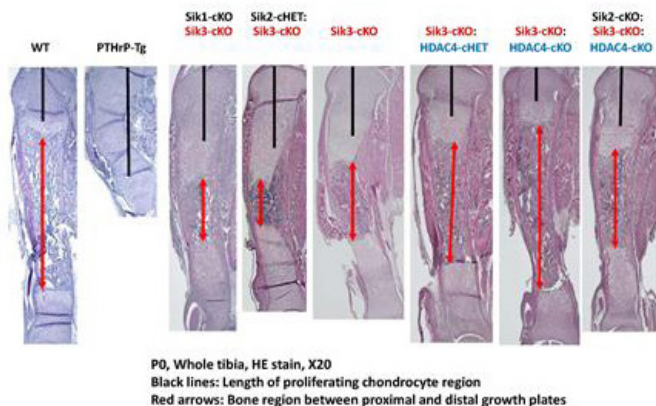 WT
PTHrP-Tg
Sik1-cKO
Sik3-cKO
Sik2-cHET:
Sik3-cKO
Sik3-cKO
Sik3-cKO:
HDAC4-cHET
Sik3-cKO:
HDAC4-cKO
Sik2-cKO:
Sik3-cKO:
HDAC4-cKO
P0, Whole tibia, HE stain, X20
Black lines: Length of proliferating chondrocyte region
Red arrows: Bone region between proximal and distal growth plates